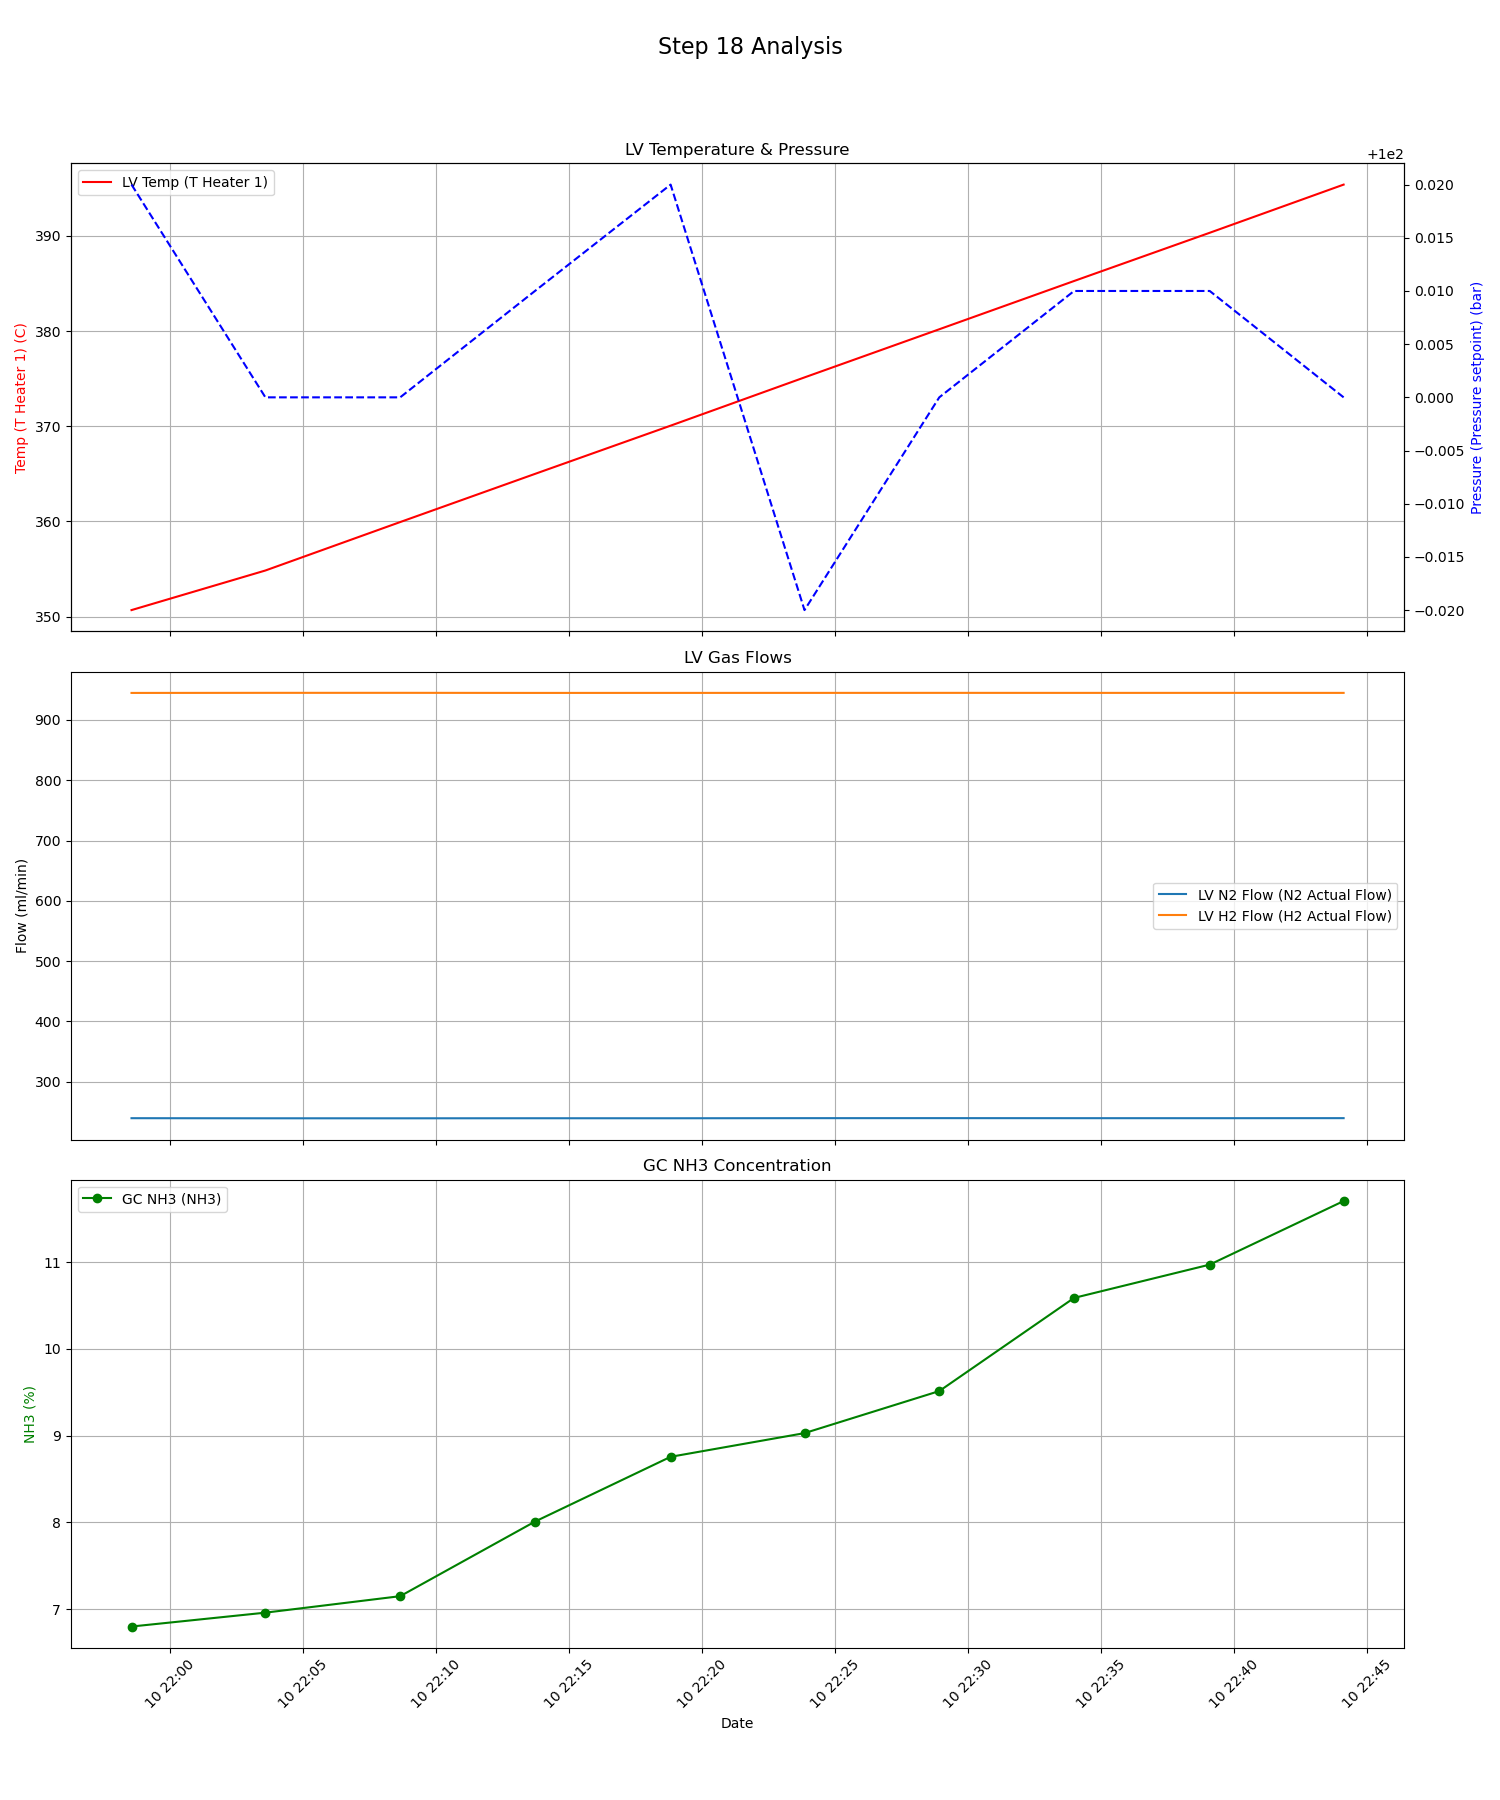 Step 18 Analysis
LV Temperature & Pressure
+1e2
LV Temp (T Heater 1)
Temp (T Heater 1) (C)
390
380
370
360
350
0.020
0.015
0.010
0.005
0.000
−0.005
−0.010
−0.015
−0.020
Pressure (Pressure setpoint) (bar)
LV Gas Flows
Flow (ml/min)
900
800
700
600
500
400
300
LV N2 Flow (N2 Actual Flow)
LV H2 Flow (H2 Actual Flow)
GC NH3 Concentration
GC NH3 (NH3)
NH3 (%)
11
10
9
8
7
10 22:00
10 22:05
10 22:10
10 22:15
10 22:20
10 22:25
10 22:30
10 22:35
10 22:40
10 22:45
Date